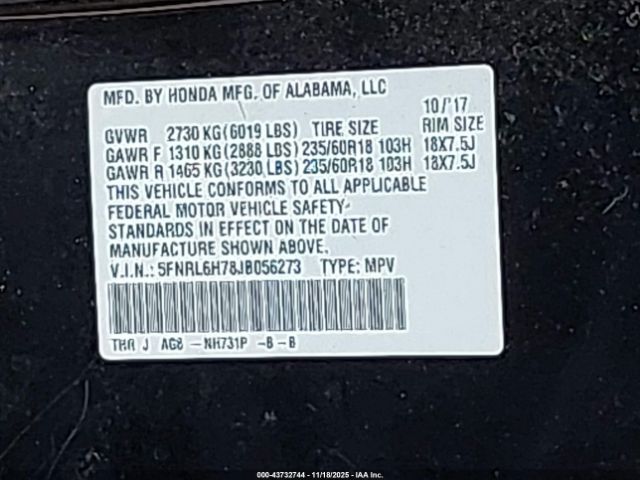 MFD. BY HONDA MFG. OF ALABAMA, LLC
10/'17
GVWR 2730 KG(6019 LBS) TIRE SIZE RIM SIZE
GAWR F 1310 KG(2888 LBS) 235/60R18 103H 18X7.5J
GAWR R 1465 KG(3230 LBS) 235/60R18 103H 18X7.5J
THIS VEHICLE CONFORMS TO ALL APPLICABLE
FEDERAL MOTOR VEHICLE SAFETY
STANDARDS IN EFFECT ON THE DATE OF
MANUFACTURE SHOWN ABOVE.
V.I.N.: 5FNRL6H78JB056273 TYPE: MPV
THR J AG8 -NH731P -B-B
000-43732744 - 11/18/2025 - IAA Inc.